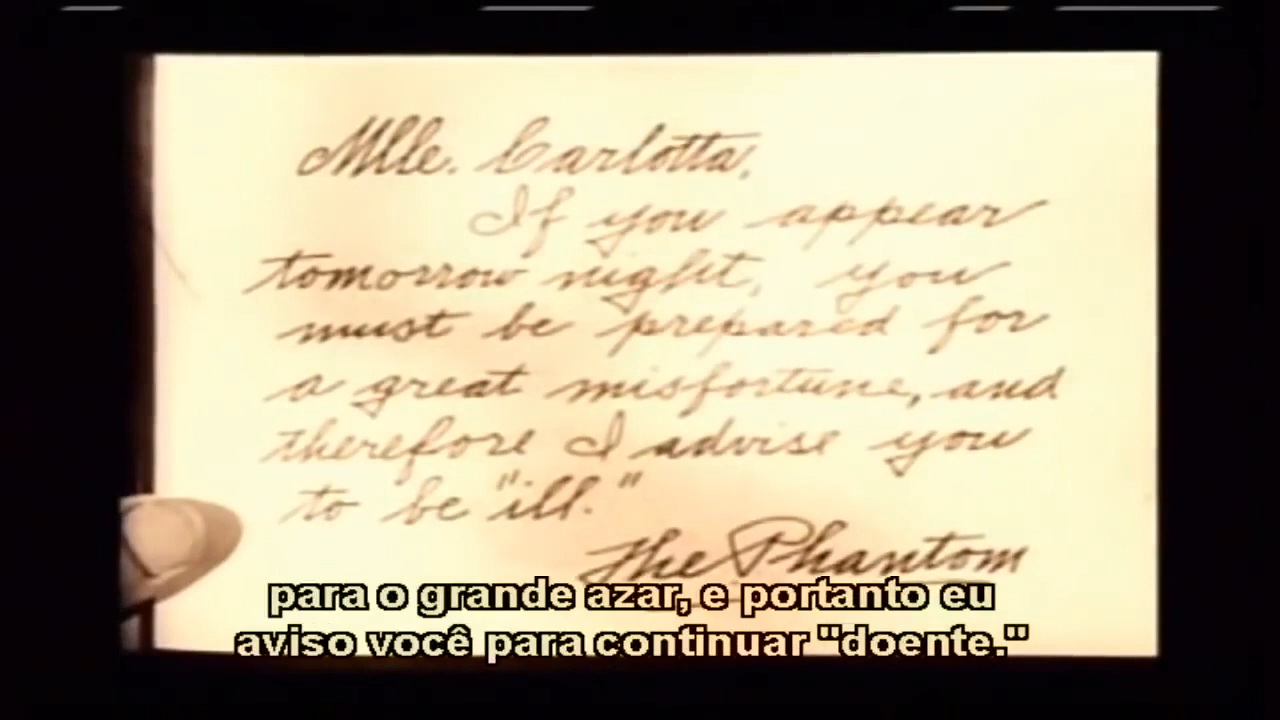 Mlle. Carlotta,
If you appear
tomorrow night, you
must be prepared for
a great misfortune, and
therefore I advise you
to be "ill."
The Phantom
para o grande azar, e portanto eu
aviso você para continuar "doente."